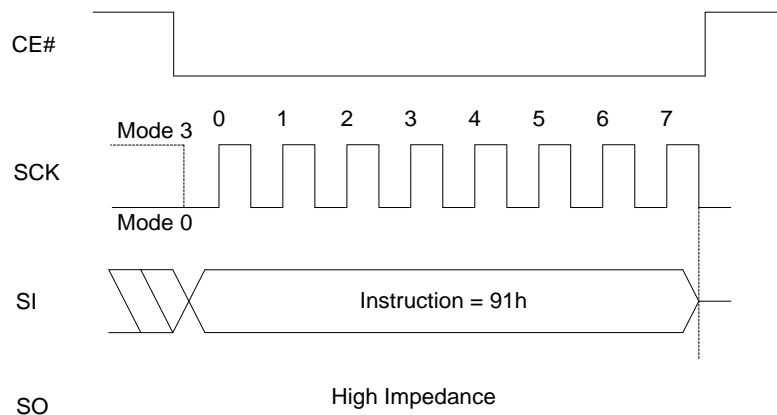 CE#
0 1 2 3 4 5 6 7
Mode 3
SCK
Mode 0
SI
Instruction = 91h
High Impedance
SO